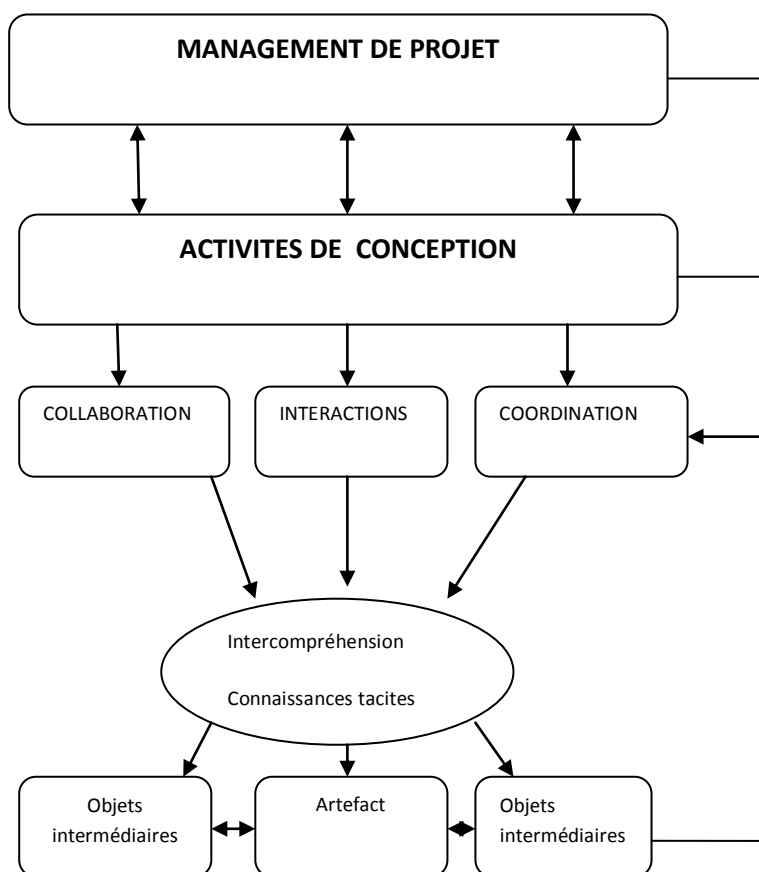 MANAGEMENT DE PROJET
ACTIVITES DE CONCEPTION
COLLABORATION
INTERACTIONS
COORDINATION
Intercompréhension
Connaissances tacites
Objets
intermédiaires
Artefact
Objets
intermédiaires